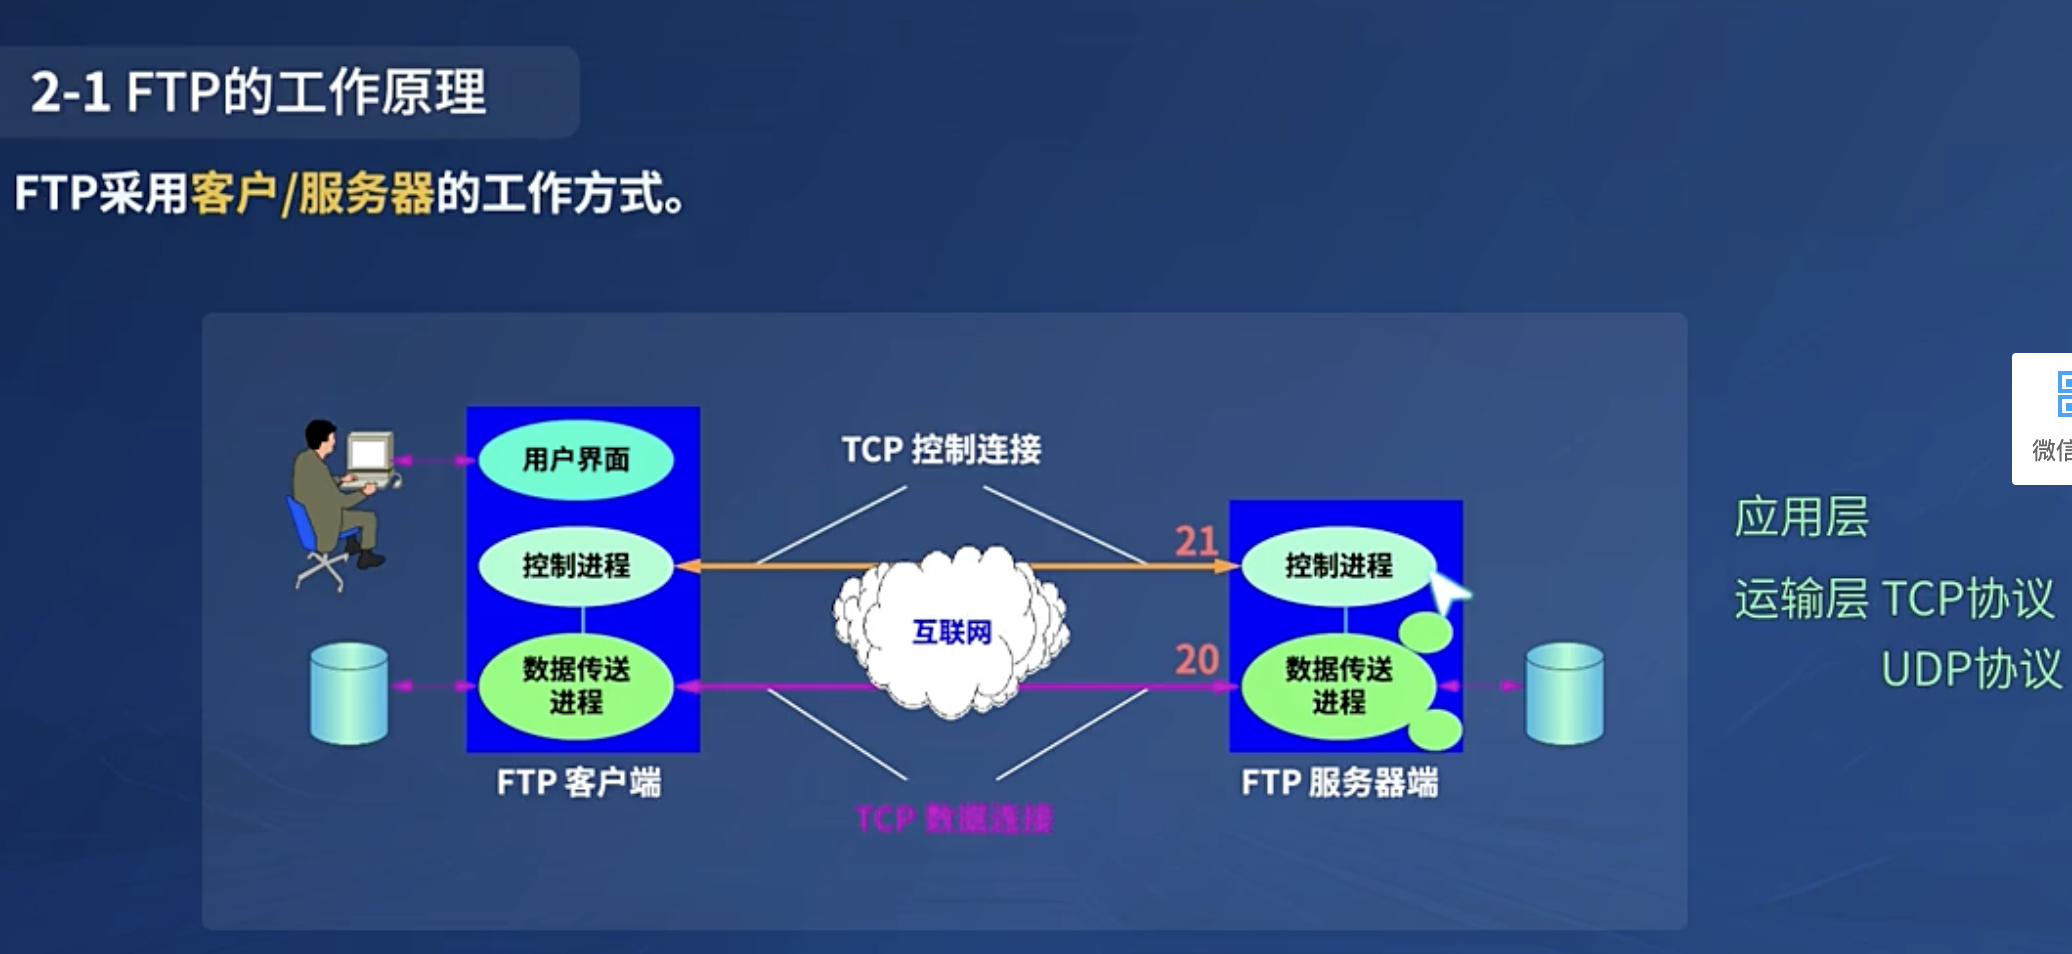 2-1 FTP的工作原理
FTP采用客户/服务器的工作方式。
用户界面
控制进程
数据传送
进程
FTP 客户端
TCP 控制连接
互联网
TCP 数据连接
21
20
控制进程
数据传送
进程
FTP 服务器端
应用层
运输层 TCP协议
UDP协议
微信